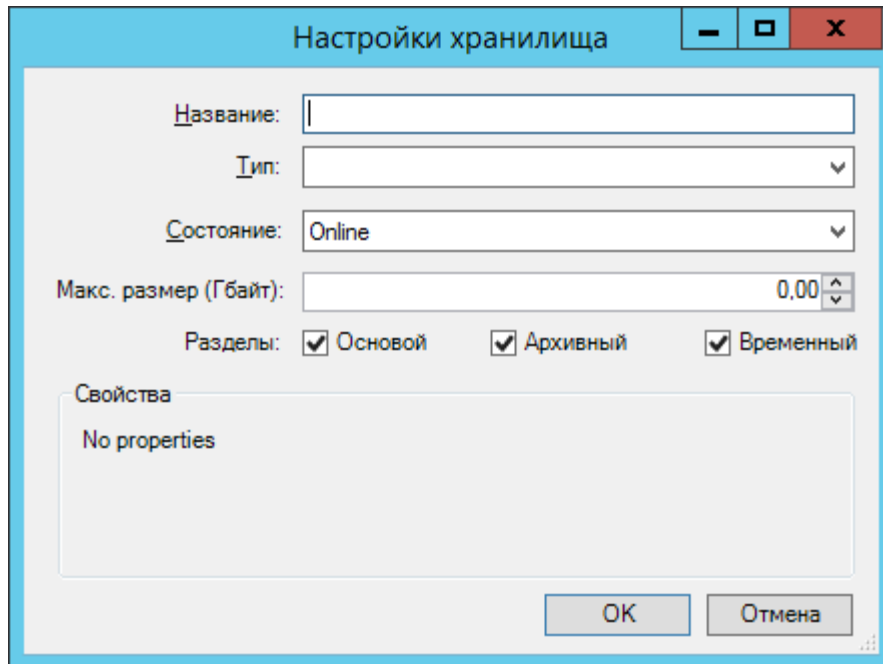 Настройки хранилища
Название:
Тип:
Состояние: Online
Макс. размер (Гбайт): 0,00
Разделы: Основой Архивный Временный
Свойства
No properties
OK Отмена